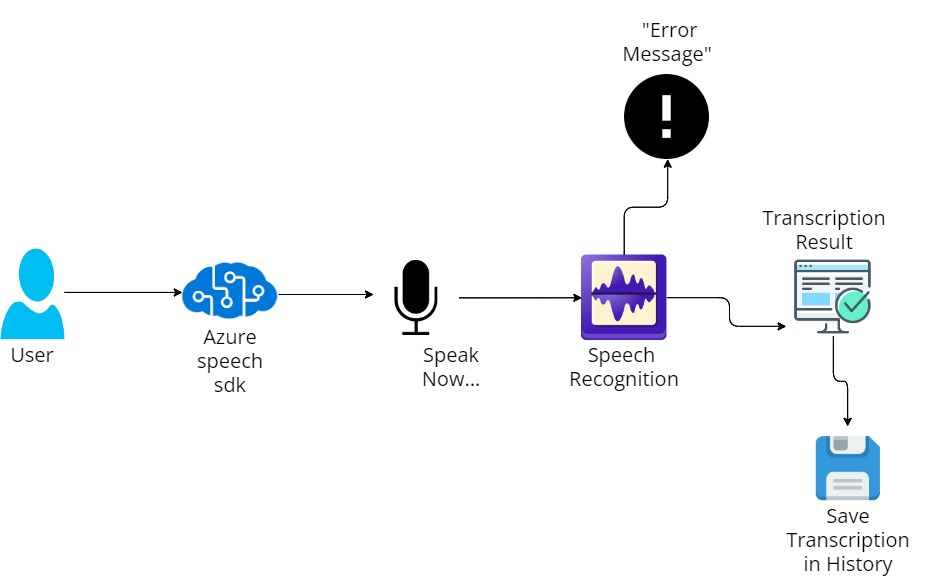 "Error
Message"
Transcription
Result
User
Azure
speech
sdk
Speak
Now...
Speech
Recognition
Save
Transcription
in History